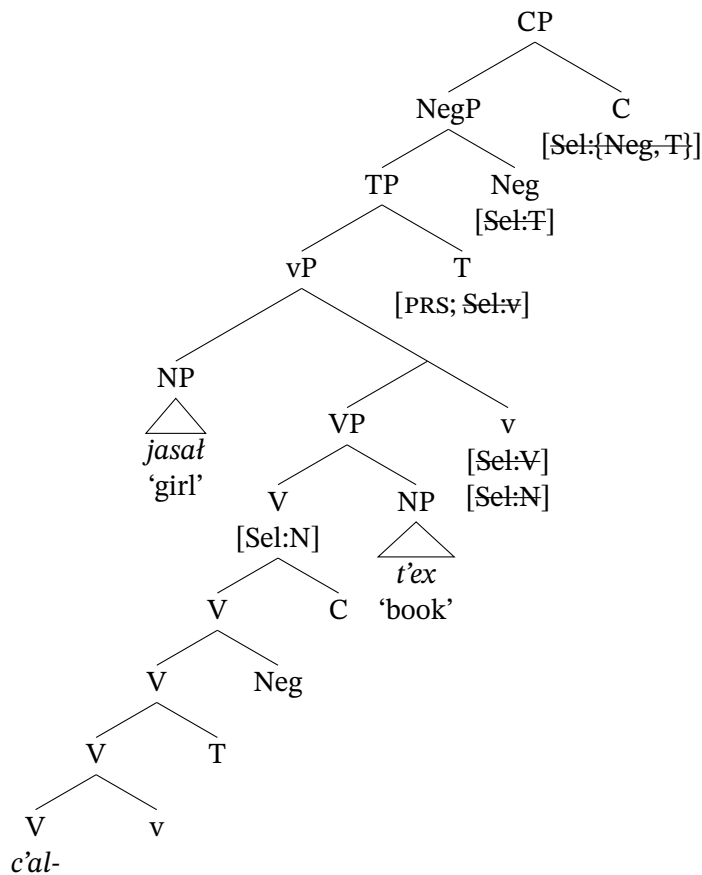 CP
NegP C
[Sel:{Neg, T}]
TP Neg
[Sel:T]
vP T
[PRS; Sel:v]
NP
jasał
‘girl’
VP v
[Sel:V]
[Sel:N]
V NP
[Sel:N]
t’ex
‘book’
V C
V Neg
V T
V v
c’al-